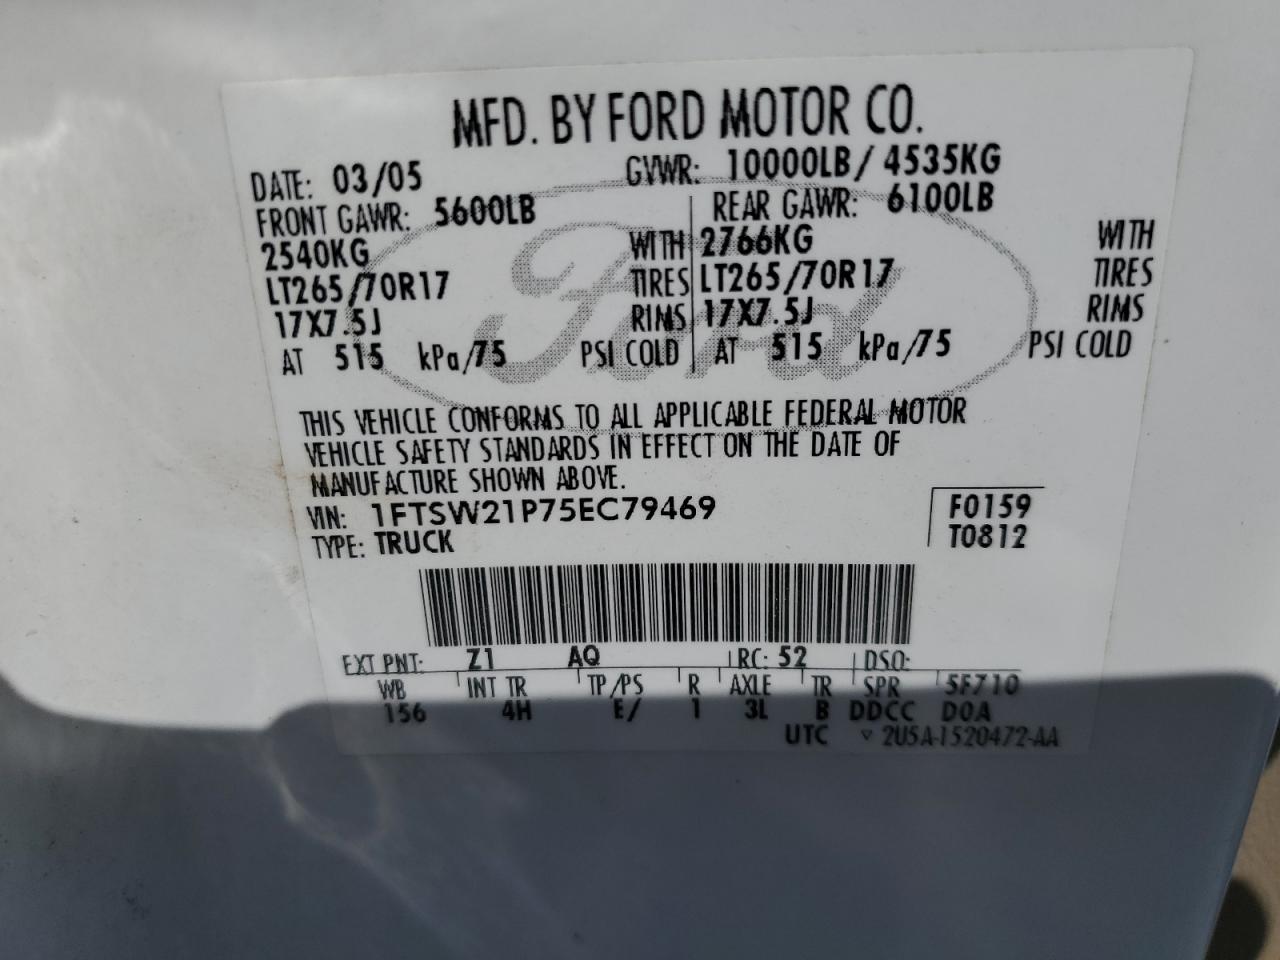 MFD. BY FORD MOTOR CO.
DATE: 03/05 GVWR: 10000LB/ 4535KG
FRONT GAWR: 5600LB REAR GAWR: 6100LB
2540KG WITH 2766KG WITH
LT265/70R17 TIRES LT265/70R17 TIRES
17X7.5J RIMS 17X7.5J RIMS
AT 515 kPa/75 PSI COLD AT 515 kPa/75 PSI COLD
Ford
THIS VEHICLE CONFORMS TO ALL APPLICABLE FEDERAL MOTOR
VEHICLE SAFETY STANDARDS IN EFFECT ON THE DATE OF
MANUFACTURE SHOWN ABOVE.
VIN: 1FTSW21P75EC79469 F0159
TYPE: TRUCK T0812
EXT PNT: Z1 AQ RC: 52 DSO:
WB INT TR TP/PS R AXLE TR SPR 5F710
156 4H E/ 1 3L B DDCC D0A
UTC ▽ 2U5A-1520472-AA